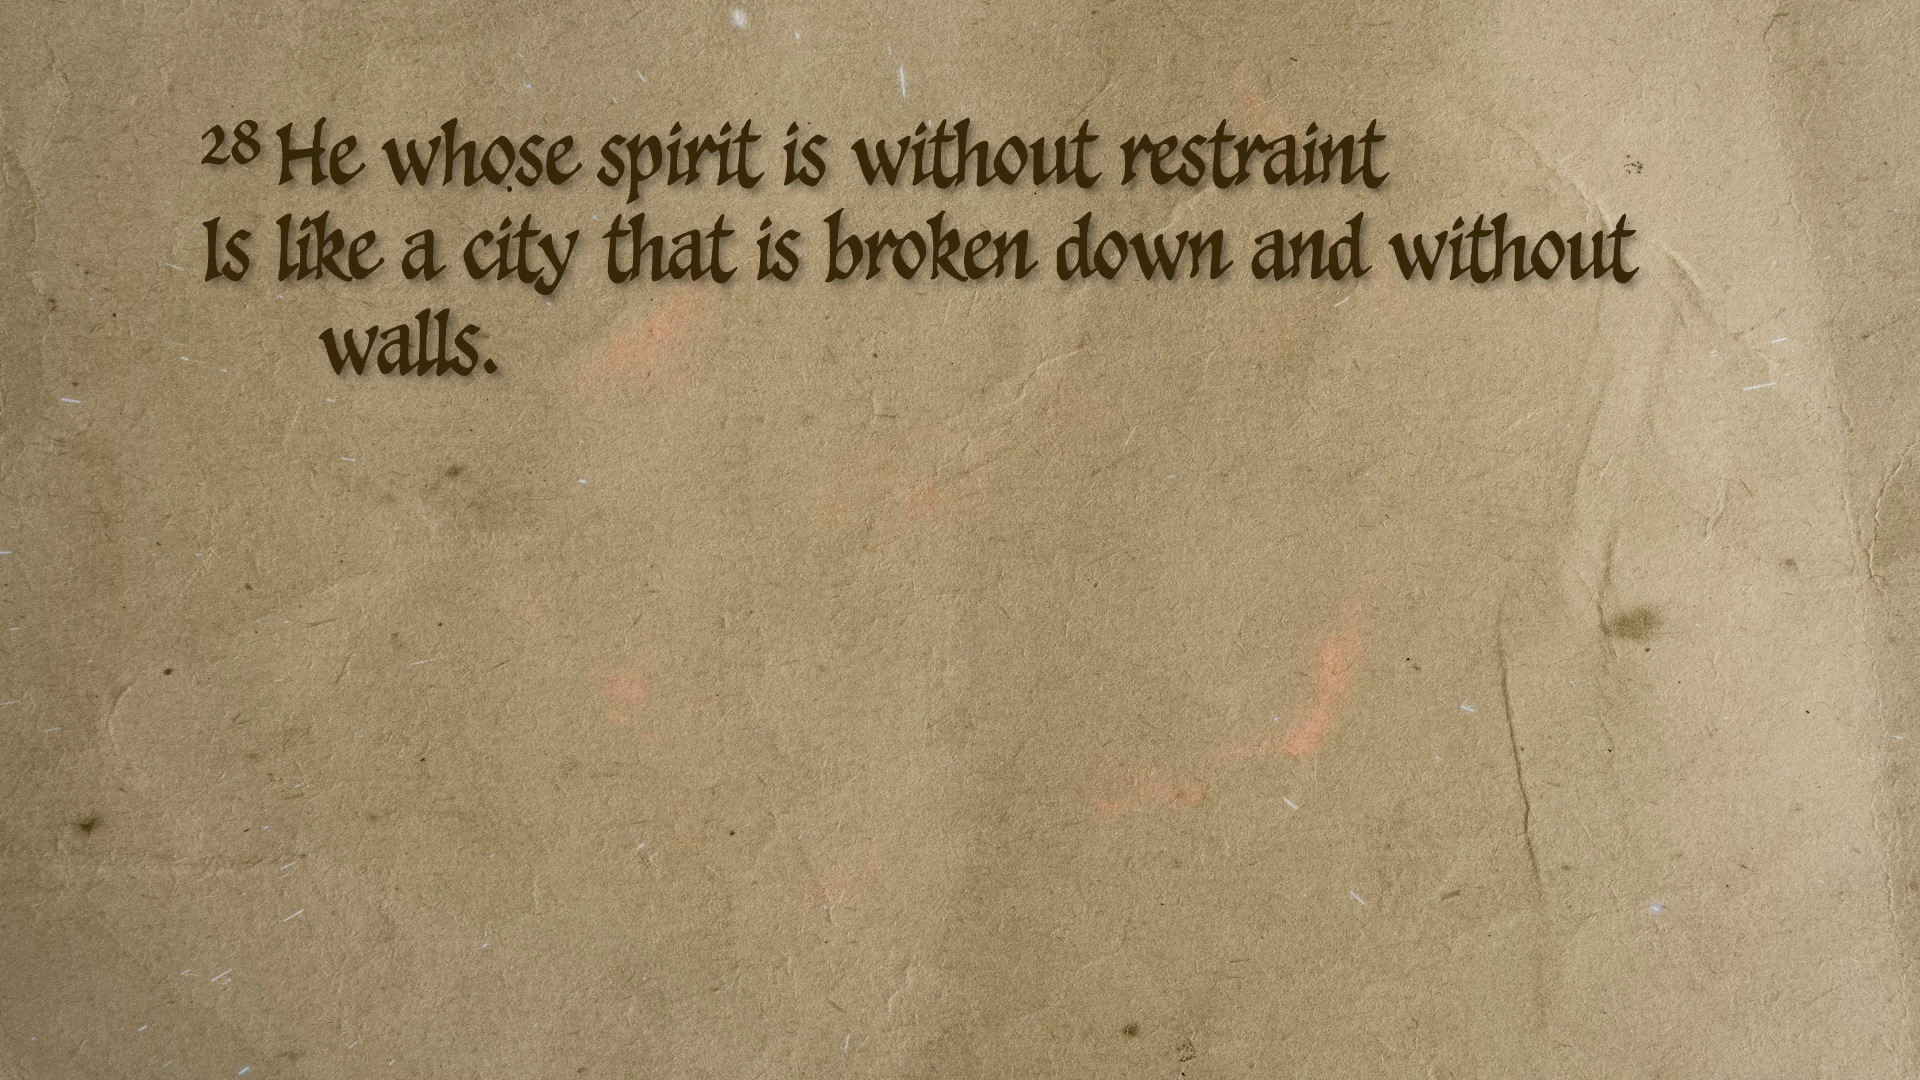 28 He whose spirit is without restraint
Is like a city that is broken down and without
walls.